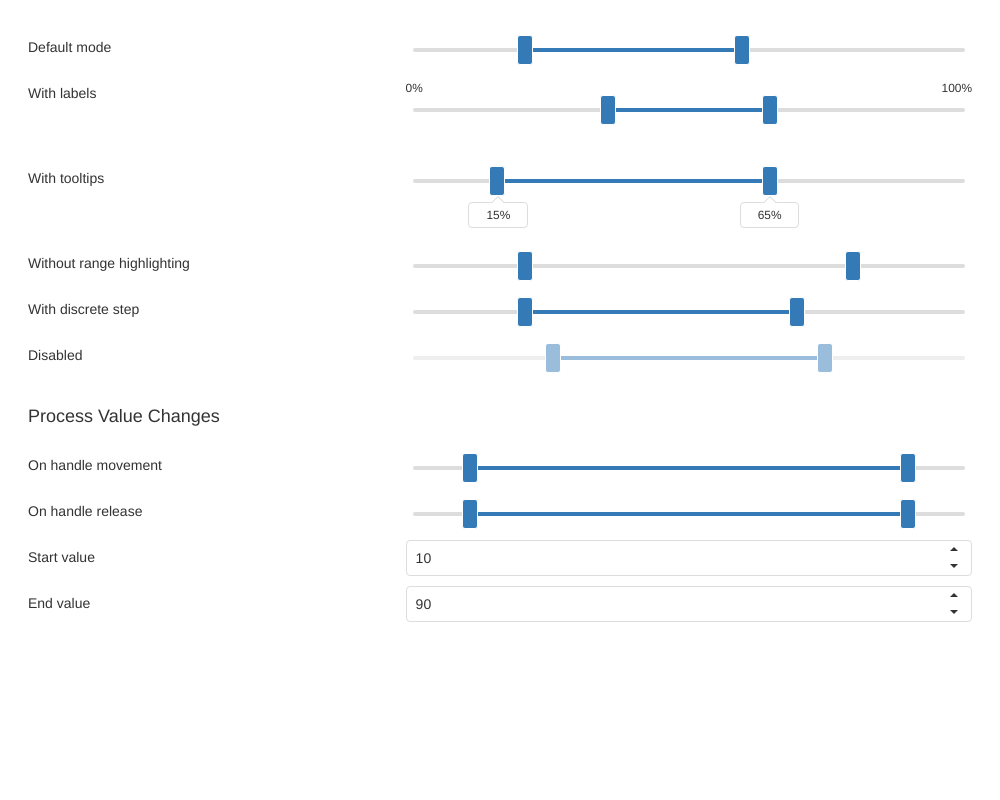 Default mode
With labels
0% 100%
With tooltips
15% 65%
Without range highlighting
With discrete step
Disabled
Process Value Changes
On handle movement
On handle release
Start value
10
End value
90